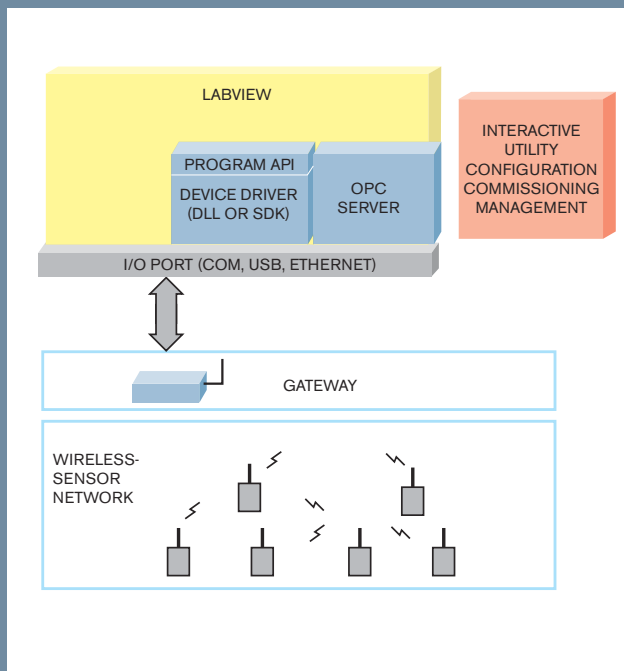 LABVIEW
PROGRAM API
DEVICE DRIVER
(DLL OR SDK)
OPC
SERVER
INTERACTIVE
UTILITY
CONFIGURATION
COMMISSIONING
MANAGEMENT
I/O PORT (COM, USB, ETHERNET)
GATEWAY
WIRELESS-
SENSOR
NETWORK